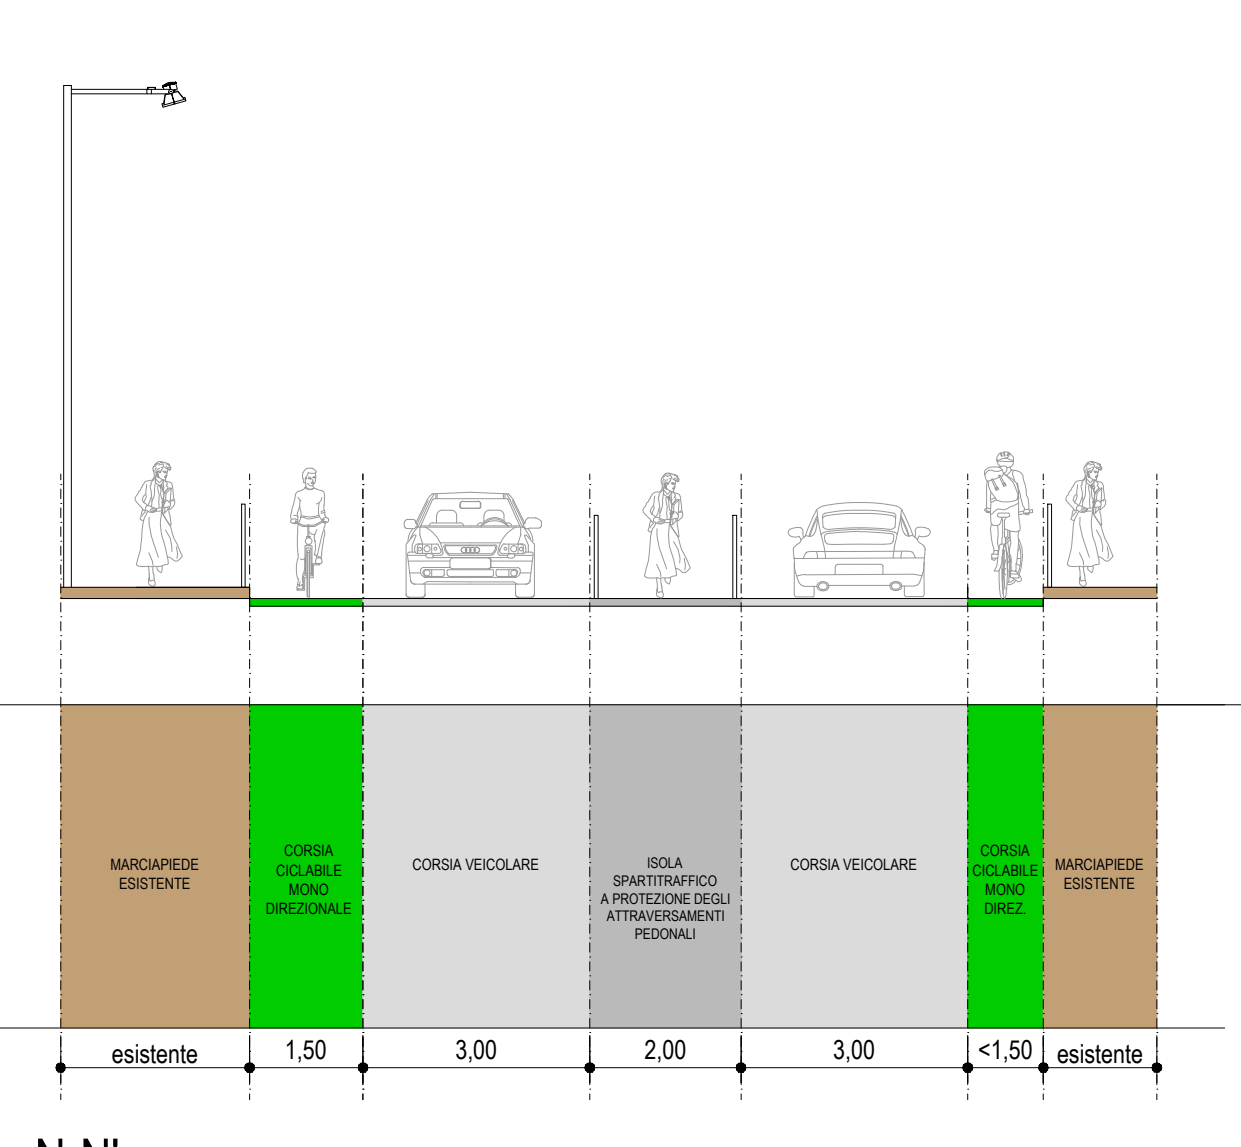 MARCIAPIEDE
ESISTENTE
CORSIA
CICLABILE
MONO
DIREZIONALE
CORSIA VEICOLARE
ISOLA
SPARTITRAFFICO
A PROTEZIONE DEGLI
ATTRAVERSAMENTI
PEDONALI
CORSIA VEICOLARE
CORSIA
CICLABILE
MONO
DIREZ.
MARCIAPIEDE
ESISTENTE
esistente 1,50 3,00 2,00 3,00 <1,50 esistente